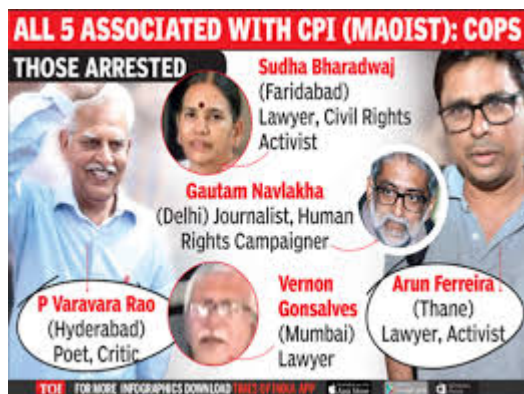 ALL 5 ASSOCIATED WITH CPI (MAOIST): COPS
THOSE ARRESTED
Sudha Bharadwaj
(Faridabad)
Lawyer, Civil Rights
Activist
Gautam Navlakha
(Delhi) Journalist, Human
Rights Campaigner
P Varavara Rao
(Hyderabad)
Poet, Critic
Vernon
Gonsalves
(Mumbai)
Lawyer
Arun Ferreira
(Thane)
Lawyer, Activist
TOI FOR MORE INFOGRAPHICS DOWNLOAD TIMES OF INDIA APP